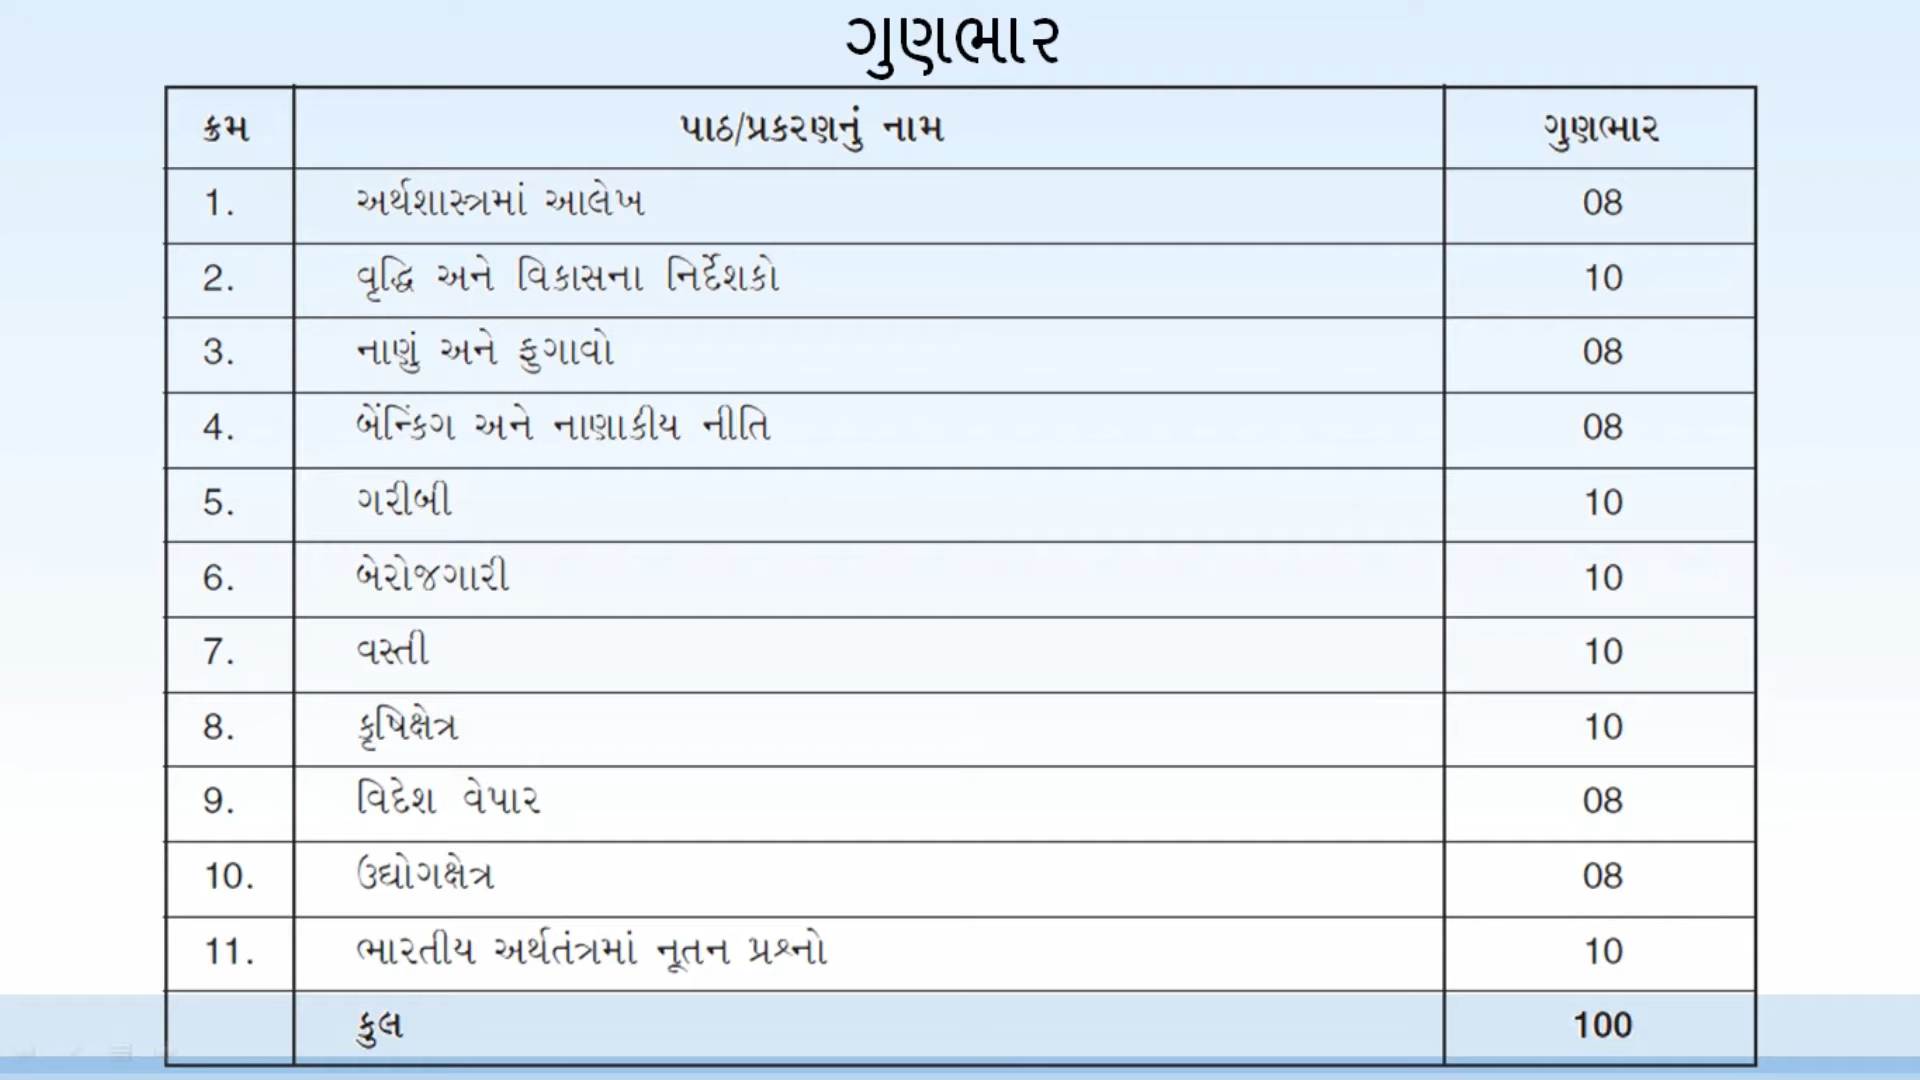 ગુણભાર
ક્રમ પાઠ/પ્રકરણનું નામ ગુણભાર
1. અર્થશાસ્ત્રમાં આલેખ 08
2. વૃદ્ધિ અને વિકાસના નિર્દેશકો 10
3. નાણું અને ફુગાવો 08
4. બેંન્કિંગ અને નાણાકીય નીતિ 08
5. ગરીબી 10
6. બેરોજગારી 10
7. વસ્તી 10
8. કૃષિક્ષેત્ર 10
9. વિદેશ વેપાર 08
10. ઉદ્યોગક્ષેત્ર 08
11. ભારતીય અર્થતંત્રમાં નૂતન પ્રશ્નો 10
કુલ 100